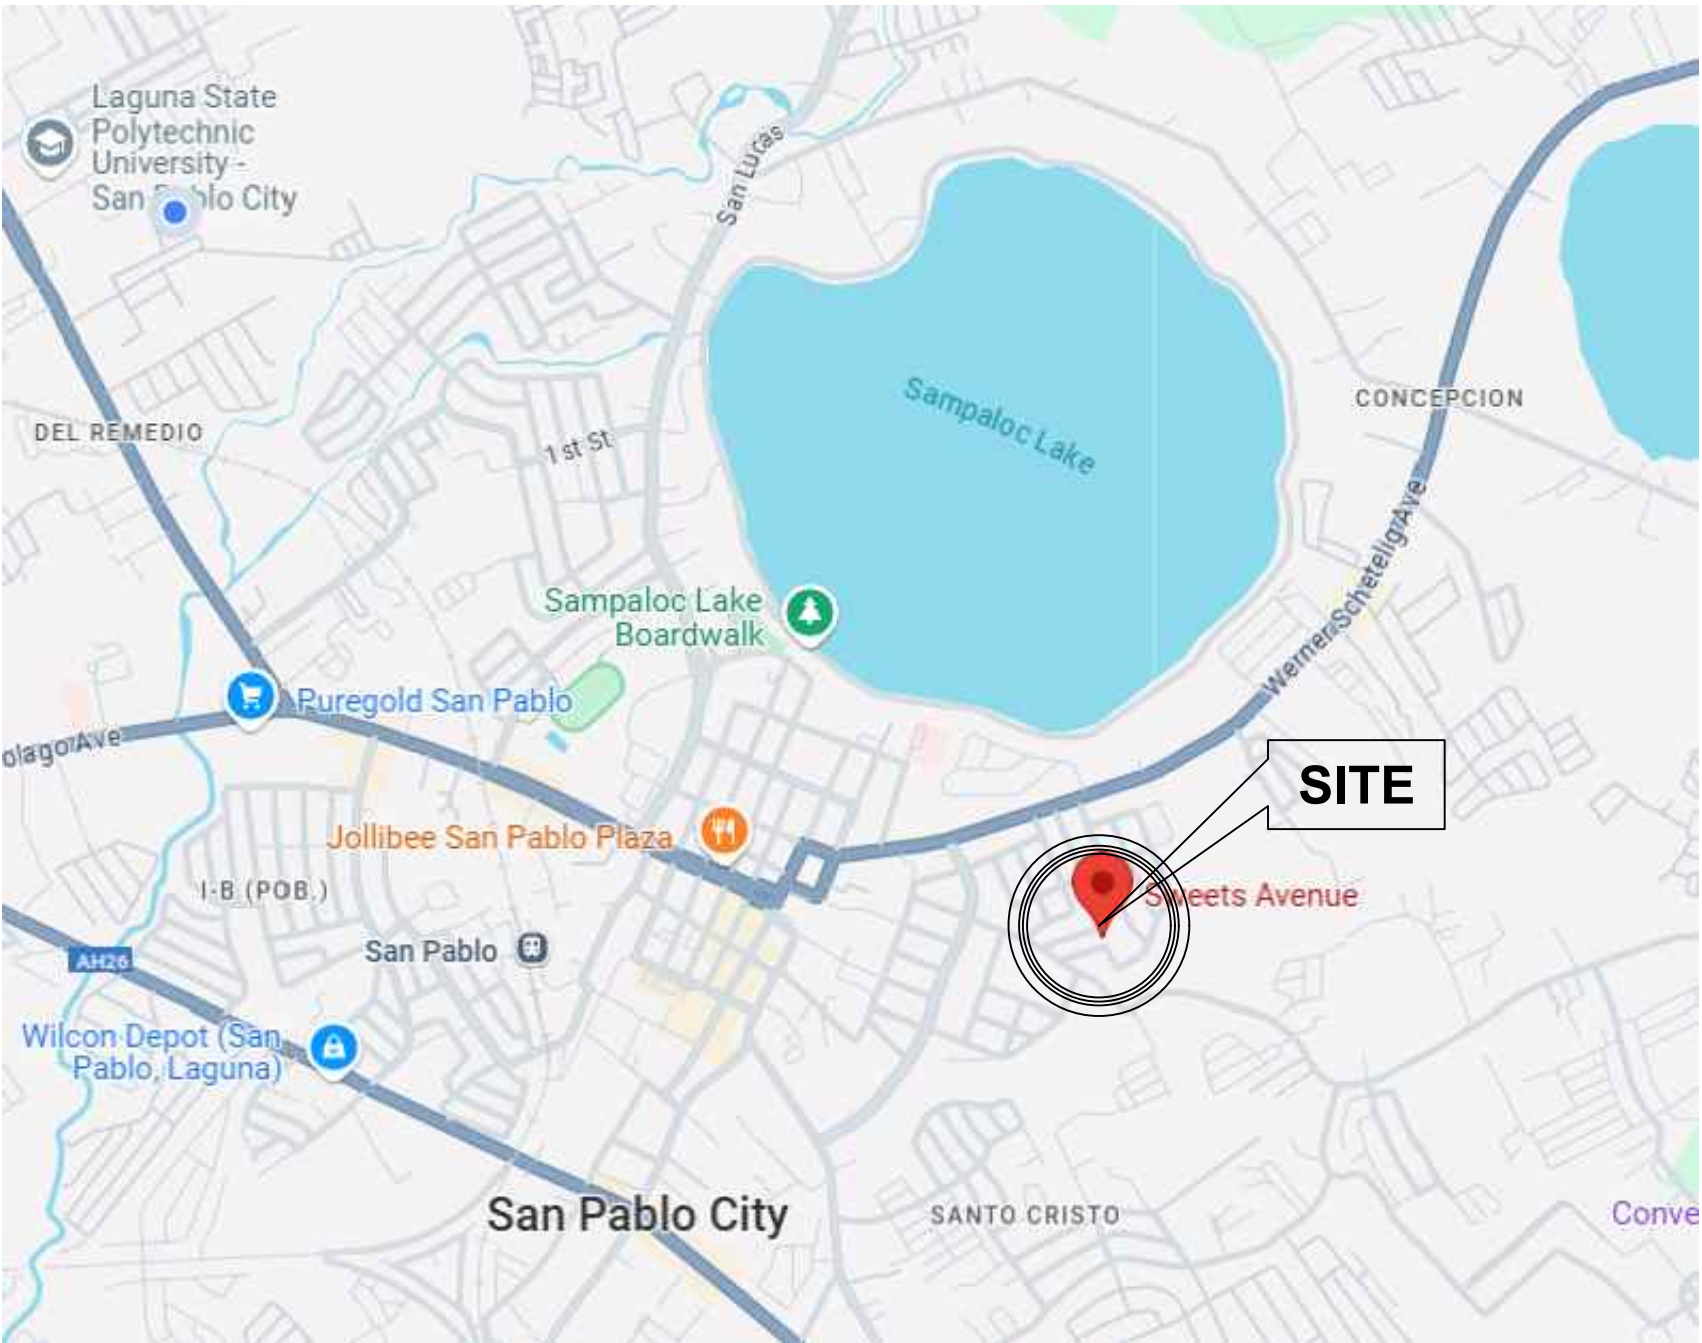 Laguna State
Polytechnic
University -
San Pablo City
San Lucas
Sampaloc Lake
CONCEPCION
DEL REMEDIO
1st St
Werner Schetelig Ave
Sampaloc Lake
Boardwalk
Puregold San Pablo
olago Ave
SITE
Jollibee San Pablo Plaza
I-B (POB.)
Sweets Avenue
San Pablo
AH26
Wilcon Depot (San
Pablo, Laguna)
San Pablo City
SANTO CRISTO
Conve